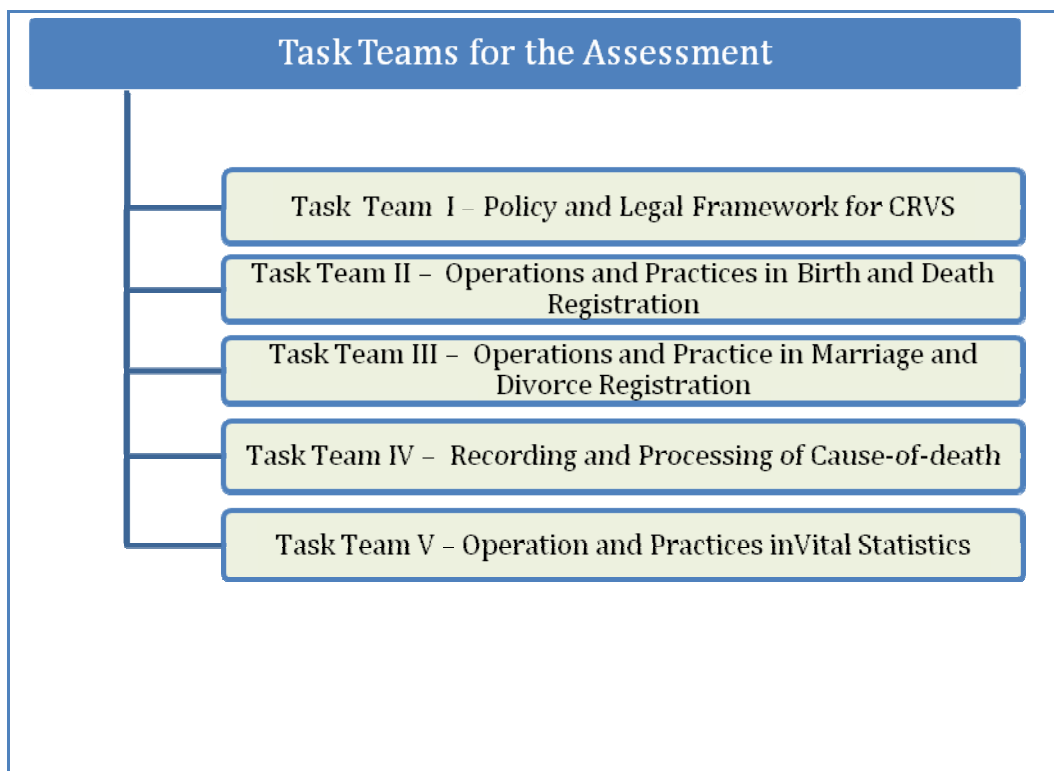 Task Teams for the Assessment
Task Team I – Policy and Legal Framework for CRVS
Task Team II – Operations and Practices in Birth and Death
Registration
Task Team III – Operations and Practice in Marriage and
Divorce Registration
Task Team IV – Recording and Processing of Cause-of-death
Task Team V – Operation and Practices inVital Statistics